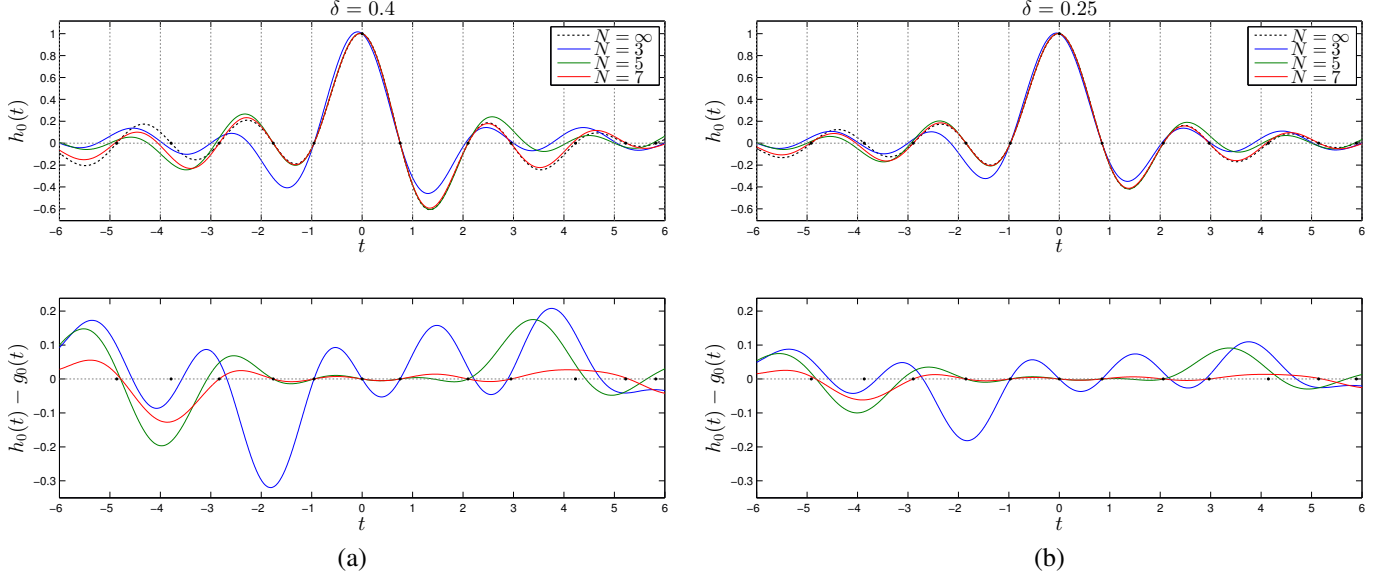 δ = 0.4
h₀(t)
1
0.8
0.6
0.4
0.2
0
−0.2
−0.4
−0.6
N = ∞
N = 3
N = 5
N = 7
−6 −5 −4 −3 −2 −1 0 1 2 3 4 5 6
t
h₀(t) − g₀(t)
0.2
0.1
0
−0.1
−0.2
−0.3
−6 −5 −4 −3 −2 −1 0 1 2 3 4 5 6
t
(a)
δ = 0.25
h₀(t)
1
0.8
0.6
0.4
0.2
0
−0.2
−0.4
−0.6
N = ∞
N = 3
N = 5
N = 7
−6 −5 −4 −3 −2 −1 0 1 2 3 4 5 6
t
h₀(t) − g₀(t)
0.2
0.1
0
−0.1
−0.2
−0.3
−6 −5 −4 −3 −2 −1 0 1 2 3 4 5 6
t
(b)